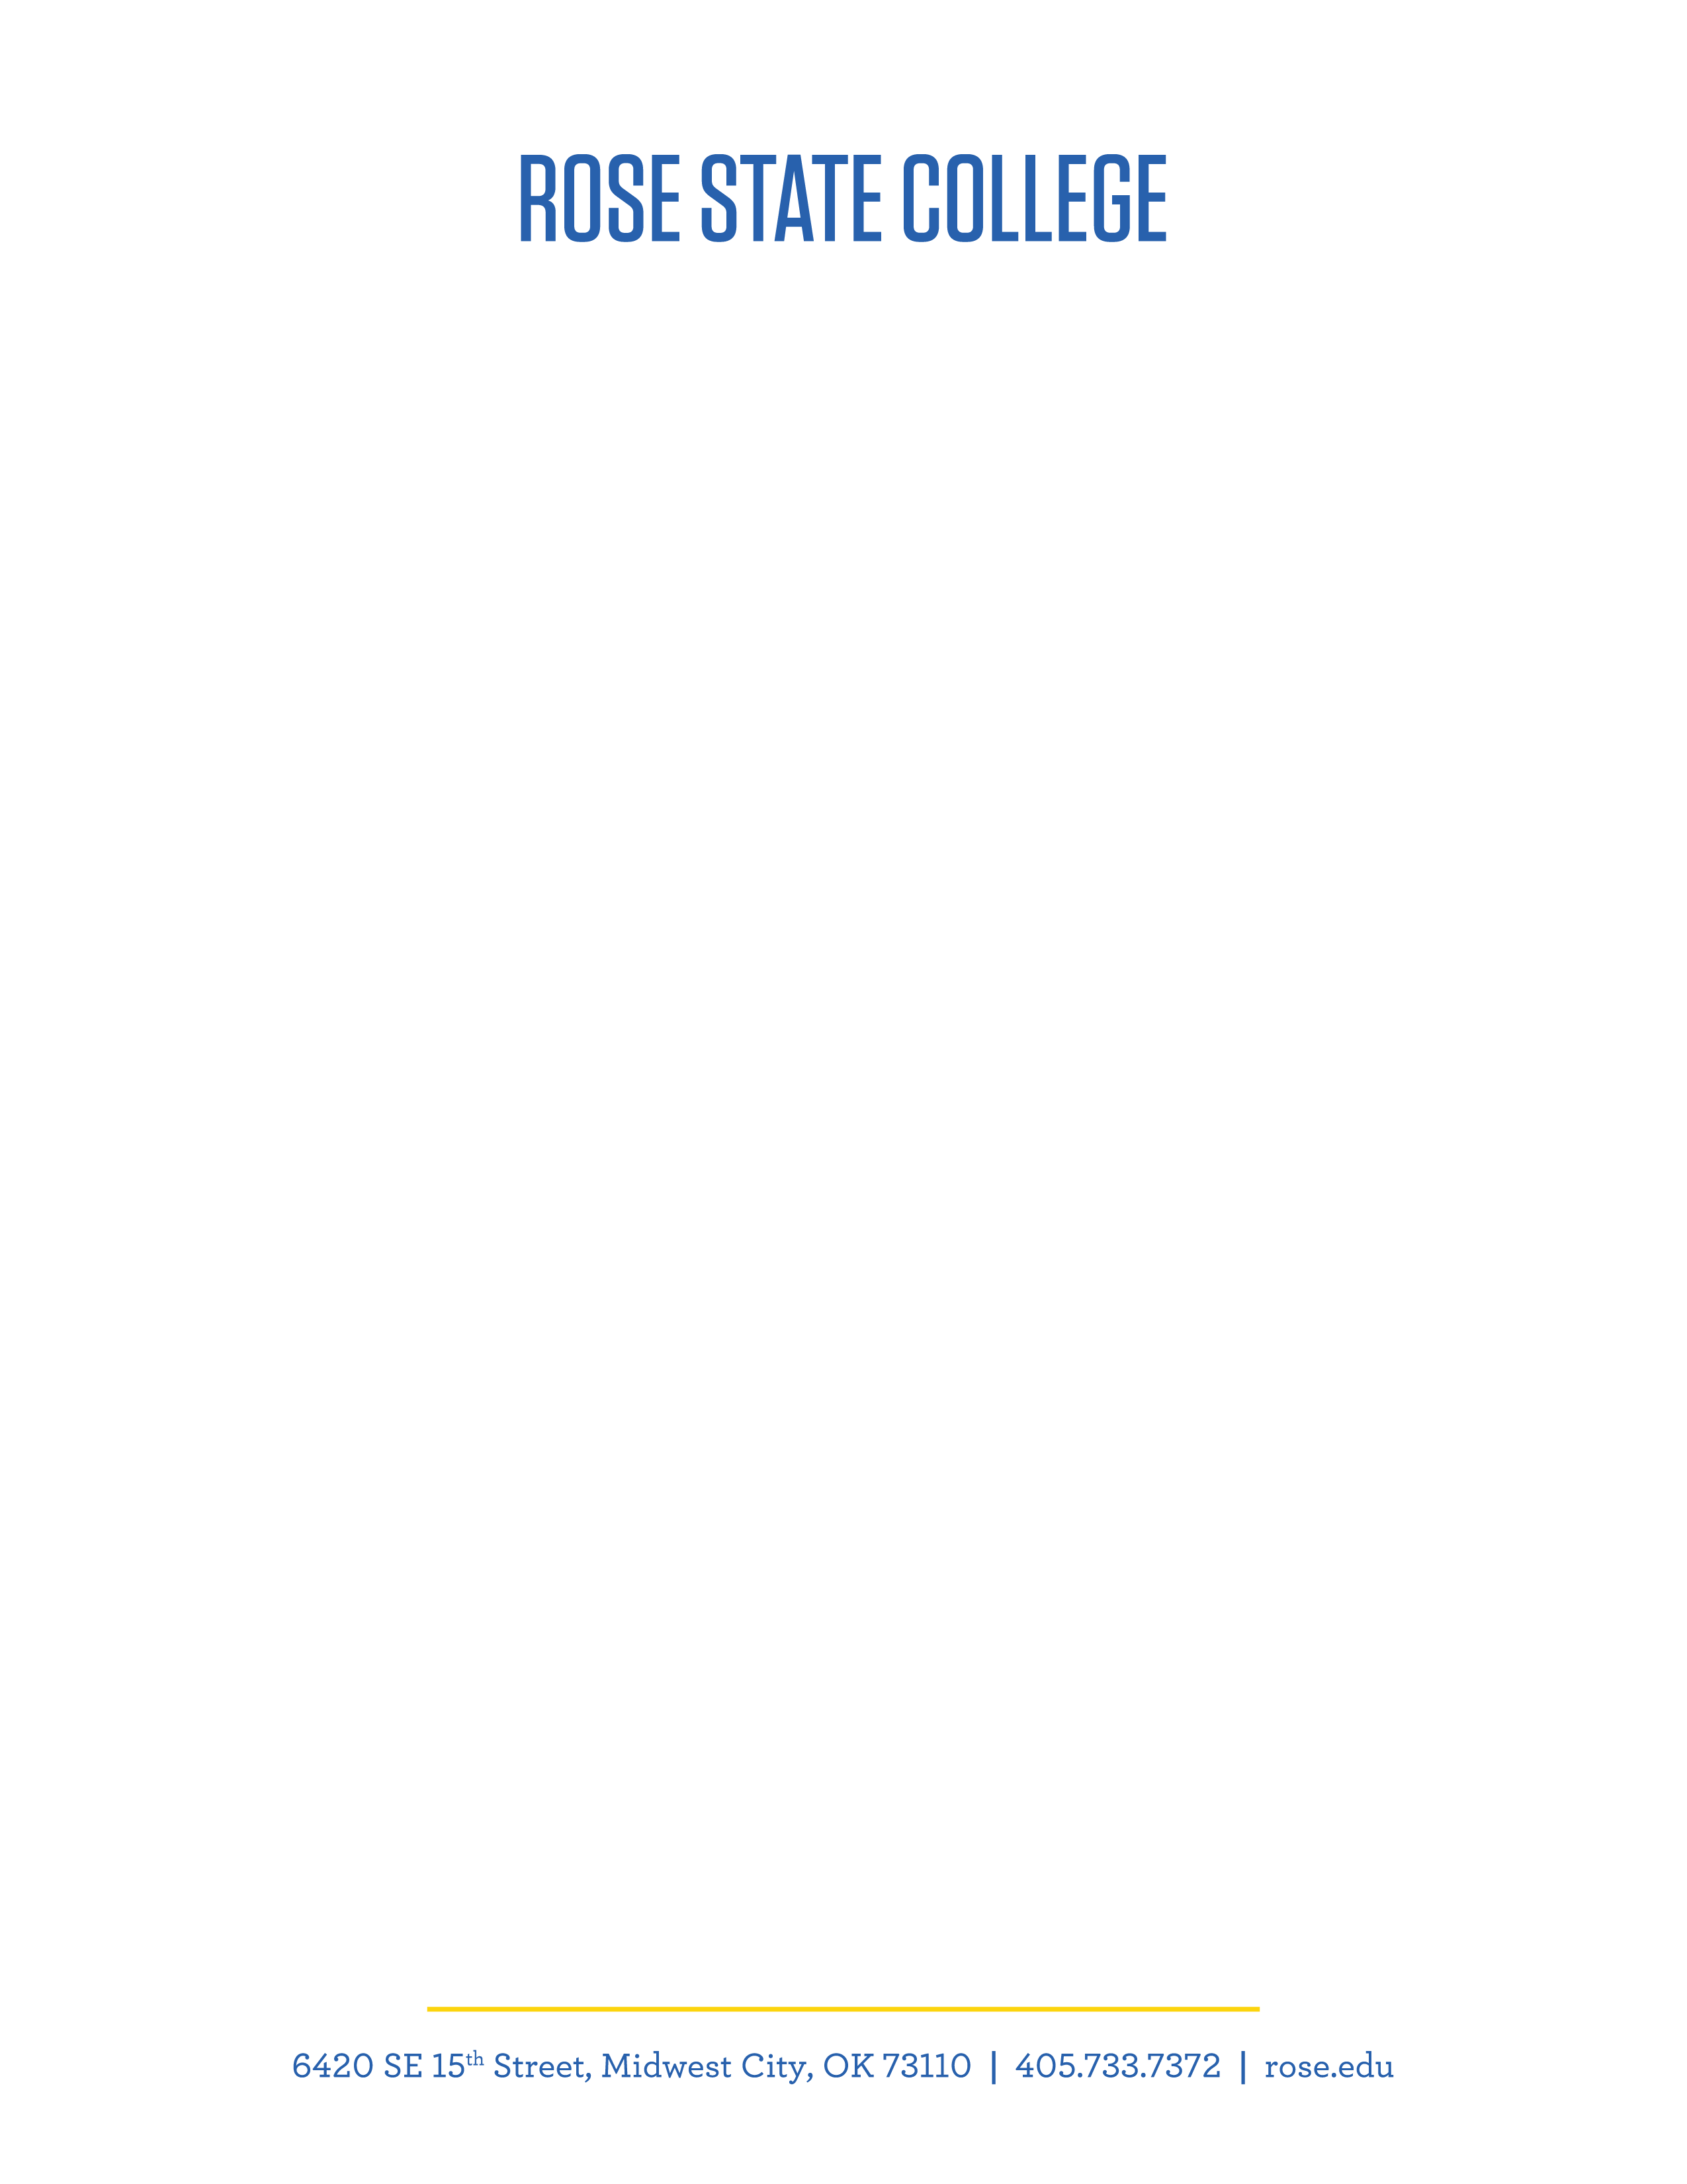 ROSE STATE COLLEGE
6420 SE 15th Street, Midwest City, OK 73110 | 405.733.7372 | rose.edu